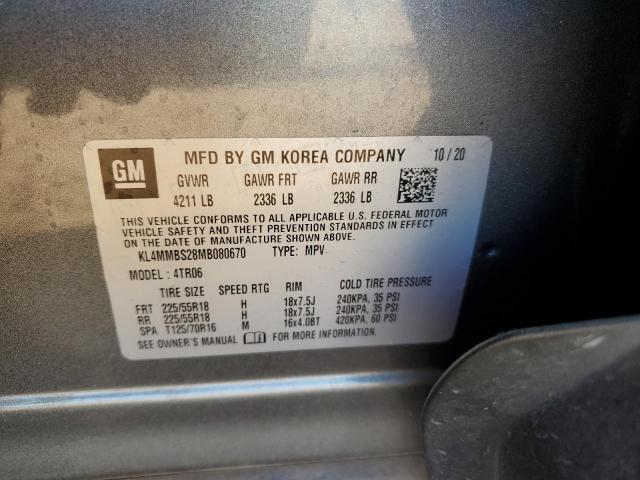 GM MFD BY GM KOREA COMPANY 10/20
GVWR GAWR FRT GAWR RR
4211 LB 2336 LB 2336 LB
THIS VEHICLE CONFORMS TO ALL APPLICABLE U.S. FEDERAL MOTOR
VEHICLE SAFETY AND THEFT PREVENTION STANDARDS IN EFFECT
ON THE DATE OF MANUFACTURE SHOWN ABOVE.
KL4MMBS28MB080670 TYPE: MPV
MODEL: 4TR06
TIRE SIZE SPEED RTG RIM COLD TIRE PRESSURE
FRT 225/55R18 H 18x7.5J 240KPA, 35 PSI
RR 225/55R18 H 18x7.5J 240KPA, 35 PSI
SPA T125/70R16 M 16x4.0BT 420KPA, 60 PSI
SEE OWNER'S MANUAL FOR MORE INFORMATION.